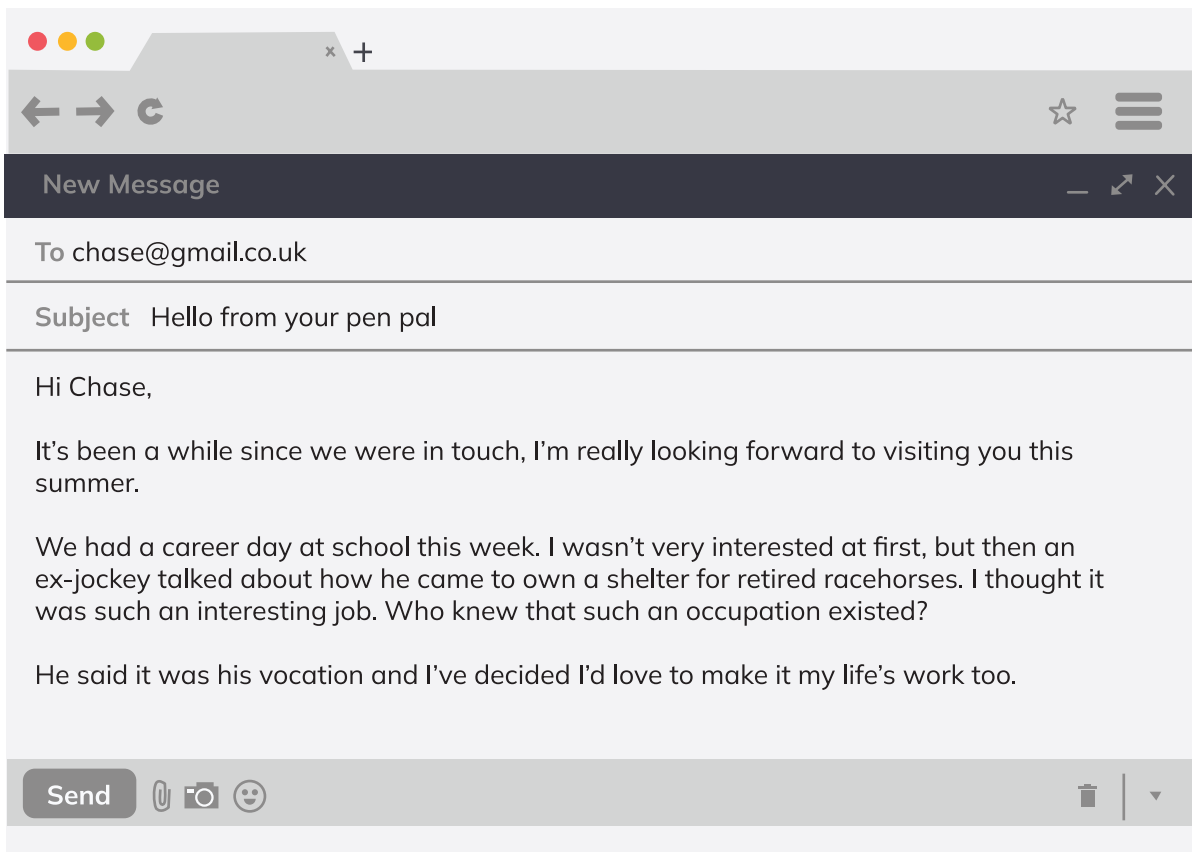 New Message
To chase@gmail.co.uk
Subject Hello from your pen pal
Hi Chase,
It’s been a while since we were in touch, I’m really looking forward to visiting you this
summer.
We had a career day at school this week. I wasn’t very interested at first, but then an
ex-jockey talked about how he came to own a shelter for retired racehorses. I thought it
was such an interesting job. Who knew that such an occupation existed?
He said it was his vocation and I’ve decided I’d love to make it my life’s work too.
Send